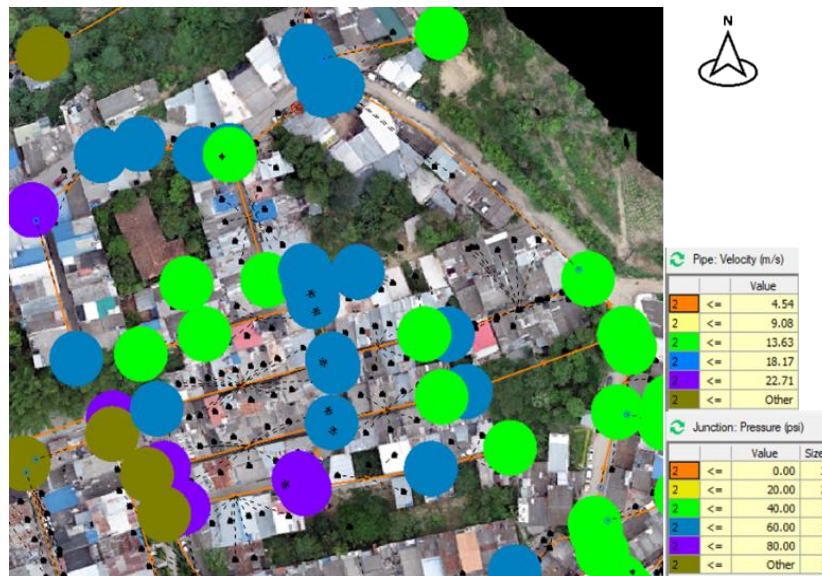 N
Pipe: Velocity (m/s)
Value
2 <= 4.54
2 <= 9.08
2 <= 13.63
2 <= 18.17
2 <= 22.71
2 <= Other
Junction: Pressure (psi)
Value Size
2 <= 0.00
2 <= 20.00
2 <= 40.00
2 <= 60.00
2 <= 80.00
2 <= Other